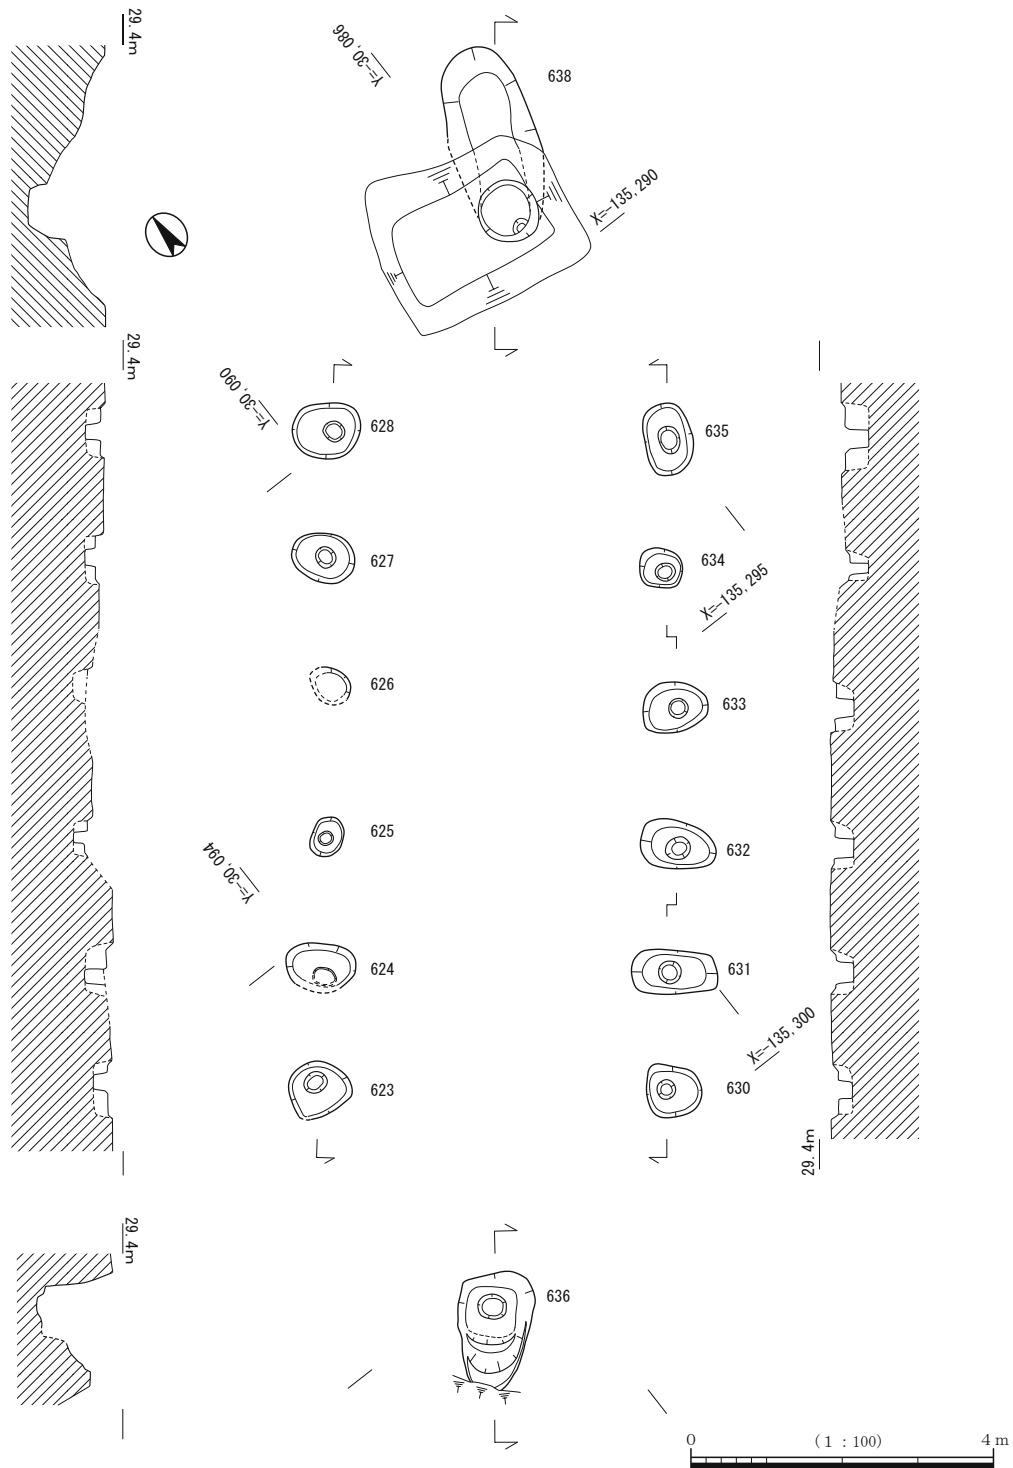 29.4m
Y=-30,086
638
X=-135,290
29.4m
Y=-30,090
628
635
627
634
X=-135,295
626
633
625
632
Y=-30,094
624
631
X=-135,300
623
630
29.4m
29.4m
636
0 (1:100) 4m